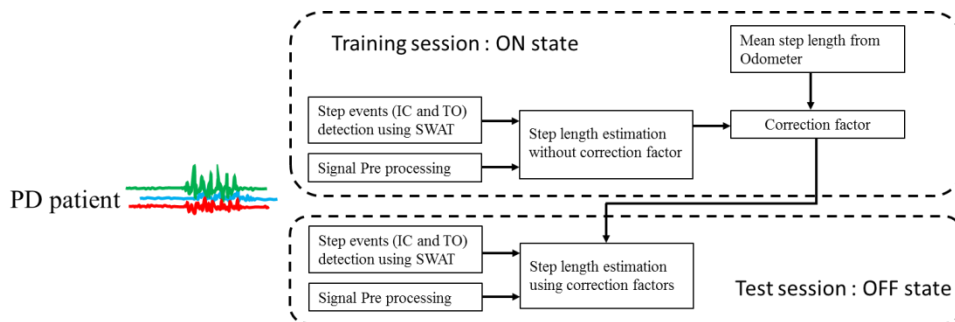 Training session : ON state
Mean step length from
Odometer
Step events (IC and TO)
detection using SWAT
Step length estimation
without correction factor
Correction factor
Signal Pre processing
PD patient
Step events (IC and TO)
detection using SWAT
Step length estimation
using correction factors
Signal Pre processing
Test session : OFF state